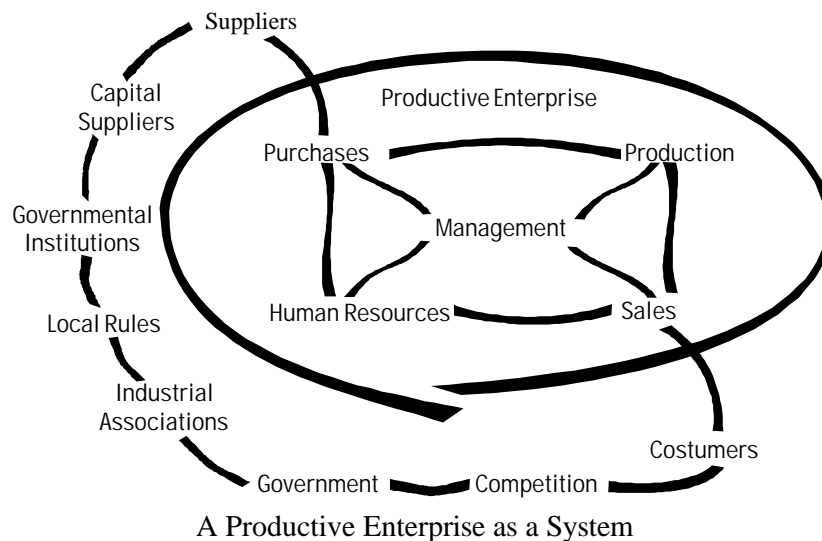 Suppliers
Capital
Suppliers
Productive Enterprise
Purchases
Production
Governmental
Institutions
Management
Local Rules
Human Resources
Sales
Industrial
Associations
Costumers
Government
Competition
A Productive Enterprise as a System